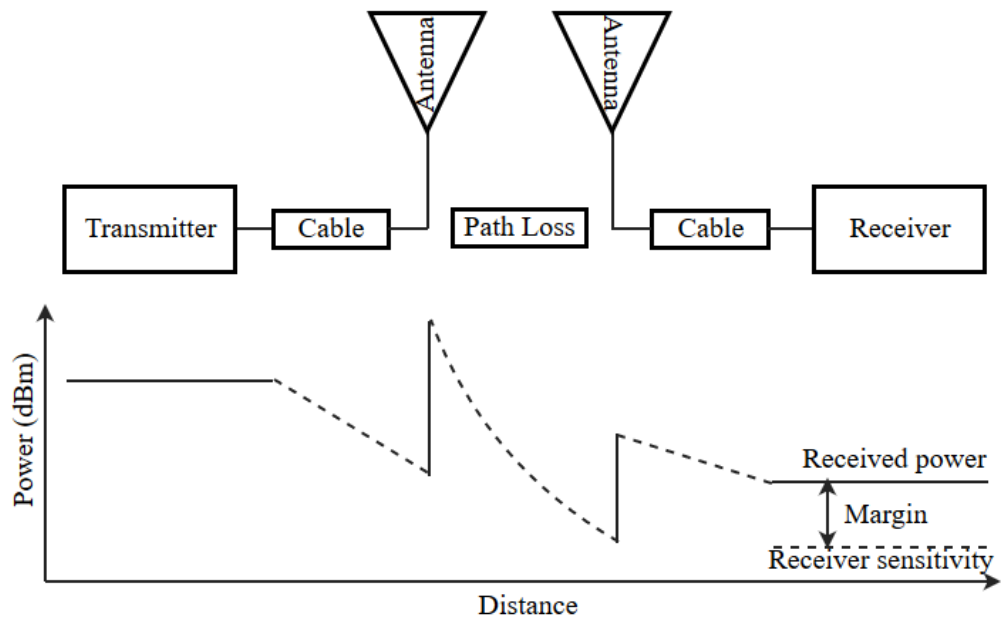 Antenna
Antenna
Transmitter
Cable
Path Loss
Cable
Receiver
Power (dBm)
Received power
Margin
Receiver sensitivity
Distance